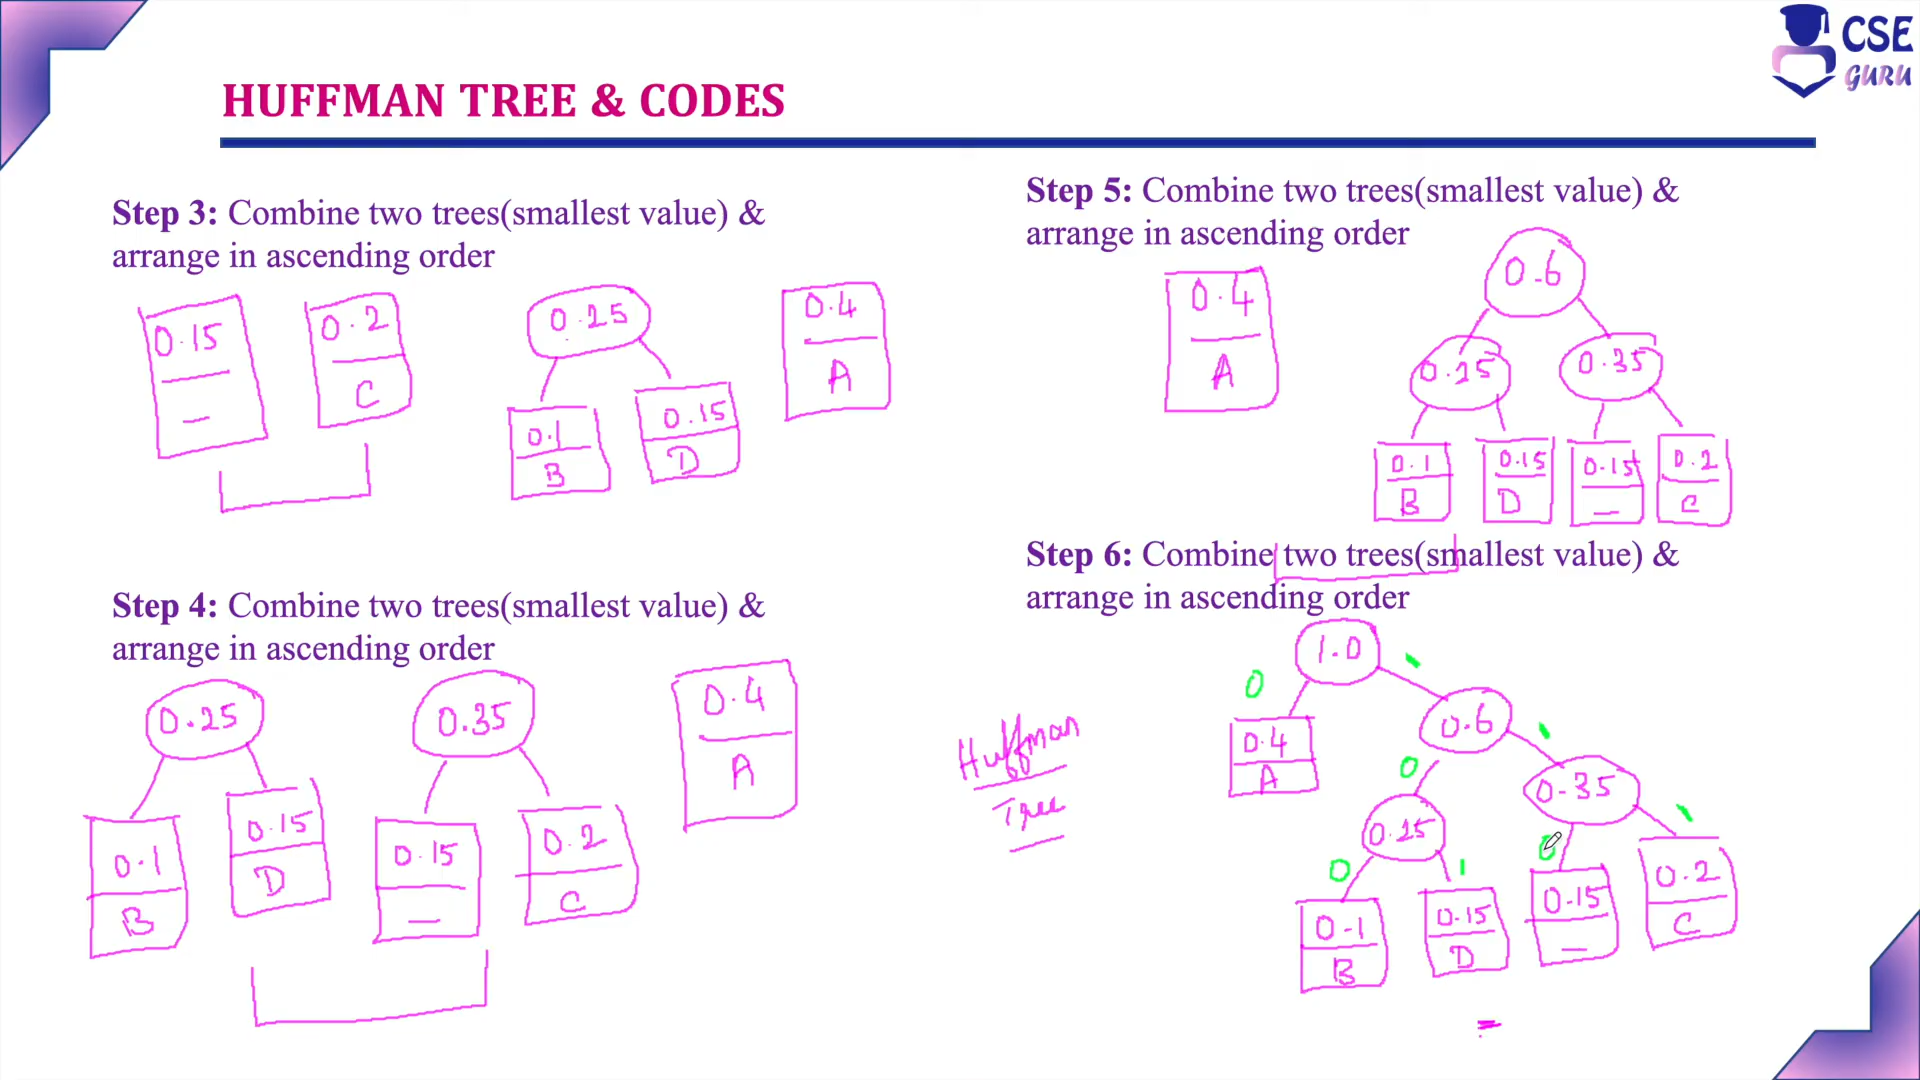 CSE
GURU
HUFFMAN TREE & CODES
Step 3: Combine two trees(smallest value) &
arrange in ascending order
0.15
_
0.2
C
0.25
0.1
B
0.15
D
0.4
A
Step 4: Combine two trees(smallest value) &
arrange in ascending order
0.25
0.1
B
0.15
D
0.35
0.15
_
0.2
C
0.4
A
Step 5: Combine two trees(smallest value) &
arrange in ascending order
0.4
A
0.6
0.25
0.35
0.1
B
0.15
D
0.15
_
0.2
C
Step 6: Combine two trees(smallest value) &
arrange in ascending order
Huffman
Tree
1.0
0
1
0.4
A
0.6
0
1
0.25
0.35
0
1
0
1
0.1
B
0.15
D
0.15
_
0.2
C
=